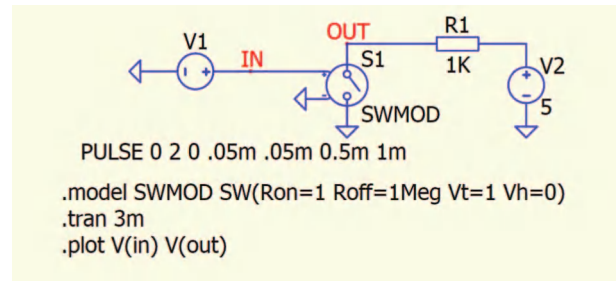 V1
IN
OUT
S1
SWMOD
R1
1K
V2
5
PULSE 0 2 0 .05m .05m 0.5m 1m
.model SWMOD SW(Ron=1 Roff=1Meg Vt=1 Vh=0)
.tran 3m
.plot V(in) V(out)